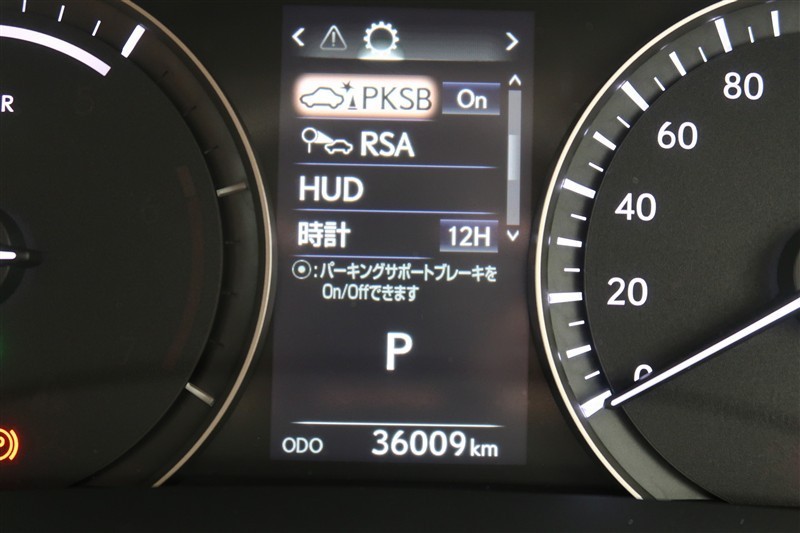 PKSB On
RSA
HUD
時計 12H
⦿:パーキングサポートブレーキを
On/Offできます
P
ODO 36009km
R
80
60
40
20
0